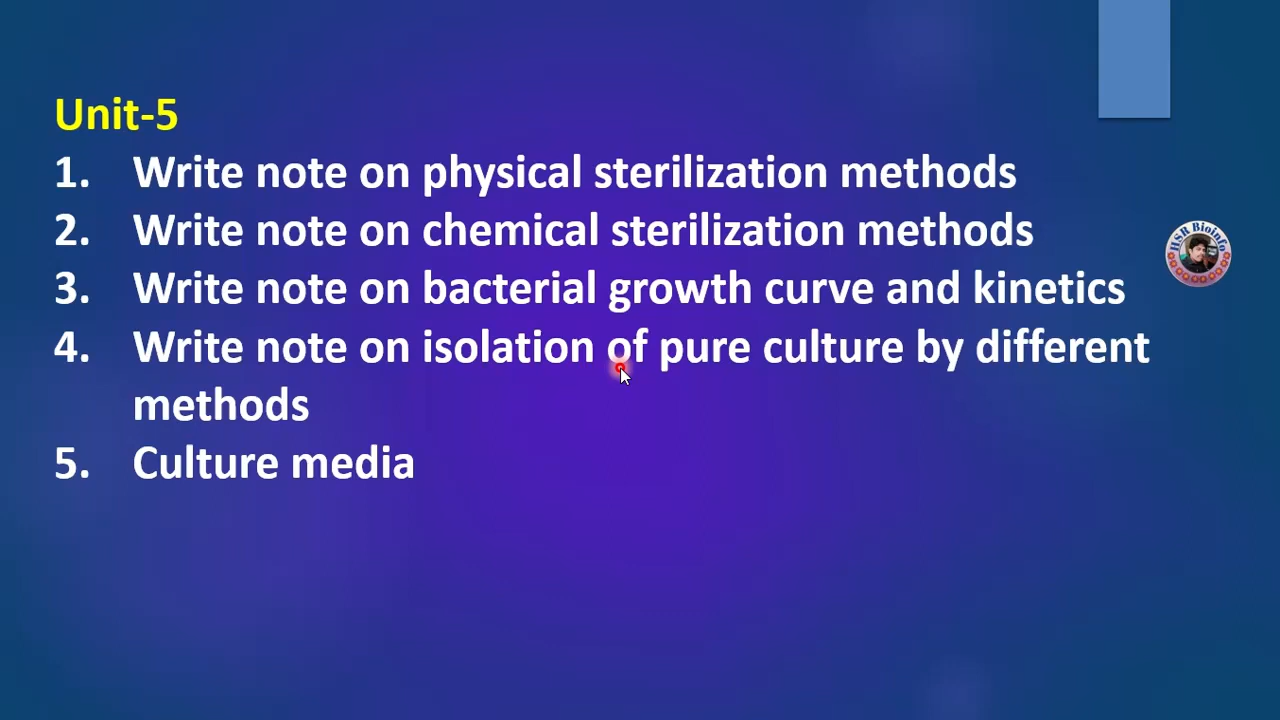 Unit-5
1. Write note on physical sterilization methods
2. Write note on chemical sterilization methods
3. Write note on bacterial growth curve and kinetics
4. Write note on isolation of pure culture by different
methods
5. Culture media
HSR Bioinfo